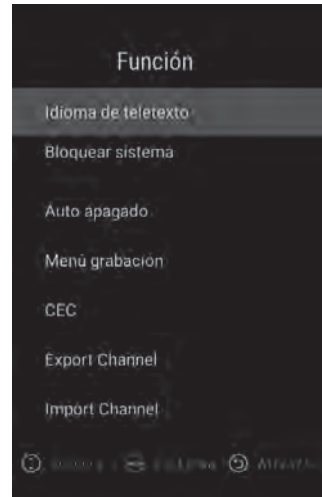 Función
Idioma de teletexto
Bloquear sistema
Auto apagado
Menú grabación
CEC
Export Channel
Import Channel